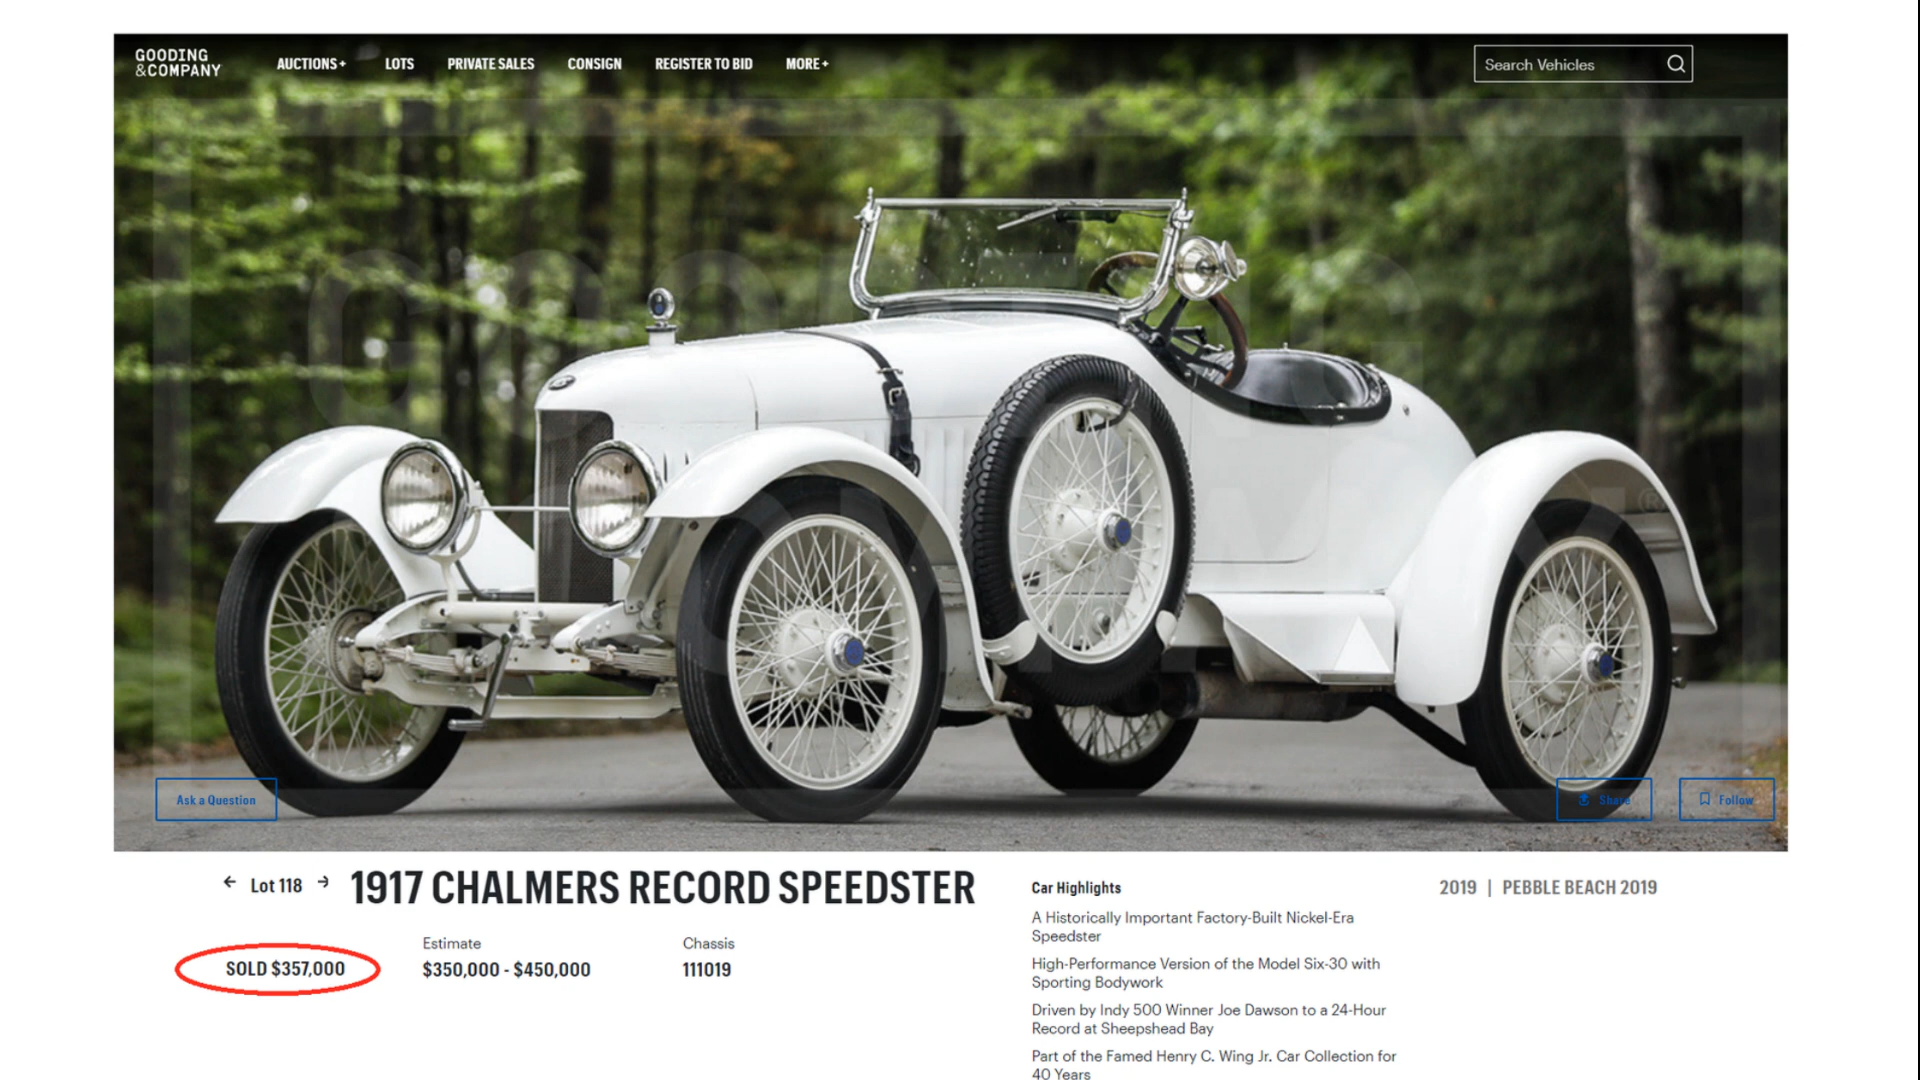 GOODING
&COMPANY
AUCTIONS+ LOTS PRIVATE SALES CONSIGN REGISTER TO BID MORE+
Search Vehicles
GOODING
&COMPANY®
Ask a Question
Share
Follow
← Lot 118 →
1917 CHALMERS RECORD SPEEDSTER
SOLD $357,000
Estimate
$350,000 - $450,000
Chassis
111019
Car Highlights
A Historically Important Factory-Built Nickel-Era
Speedster
High-Performance Version of the Model Six-30 with
Sporting Bodywork
Driven by Indy 500 Winner Joe Dawson to a 24-Hour
Record at Sheepshead Bay
Part of the Famed Henry C. Wing Jr. Car Collection for
40 Years
2019 | PEBBLE BEACH 2019